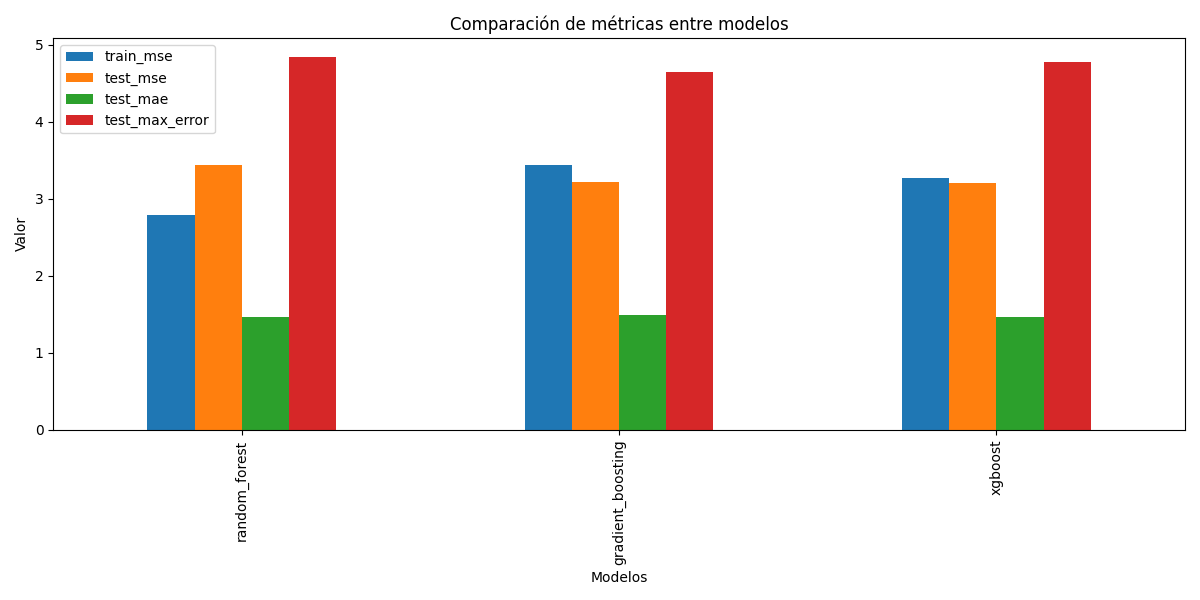 Comparación de métricas entre modelos
train_mse
test_mse
test_mae
test_max_error
Valor
5
4
3
2
1
0
random_forest
gradient_boosting
xgboost
Modelos